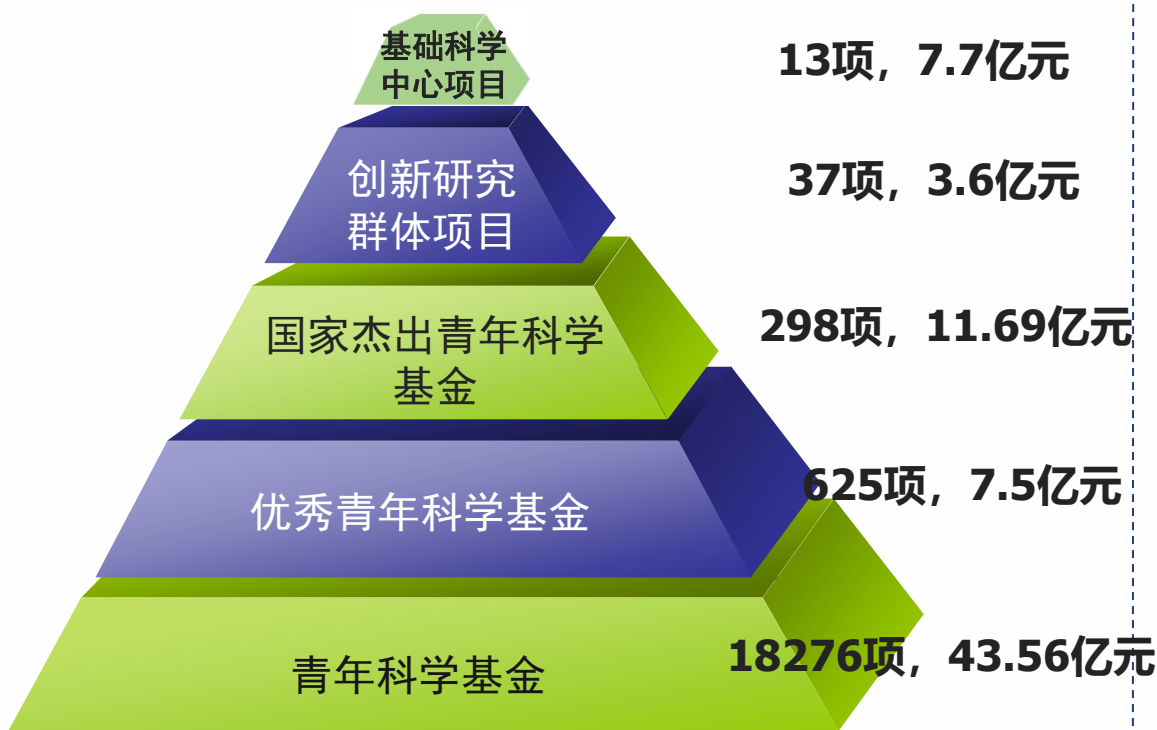 基础科学
中心项目
13项，7.7亿元
创新研究
群体项目
37项，3.6亿元
国家杰出青年科学
基金
298项，11.69亿元
优秀青年科学基金
625项，7.5亿元
青年科学基金
18276项，43.56亿元